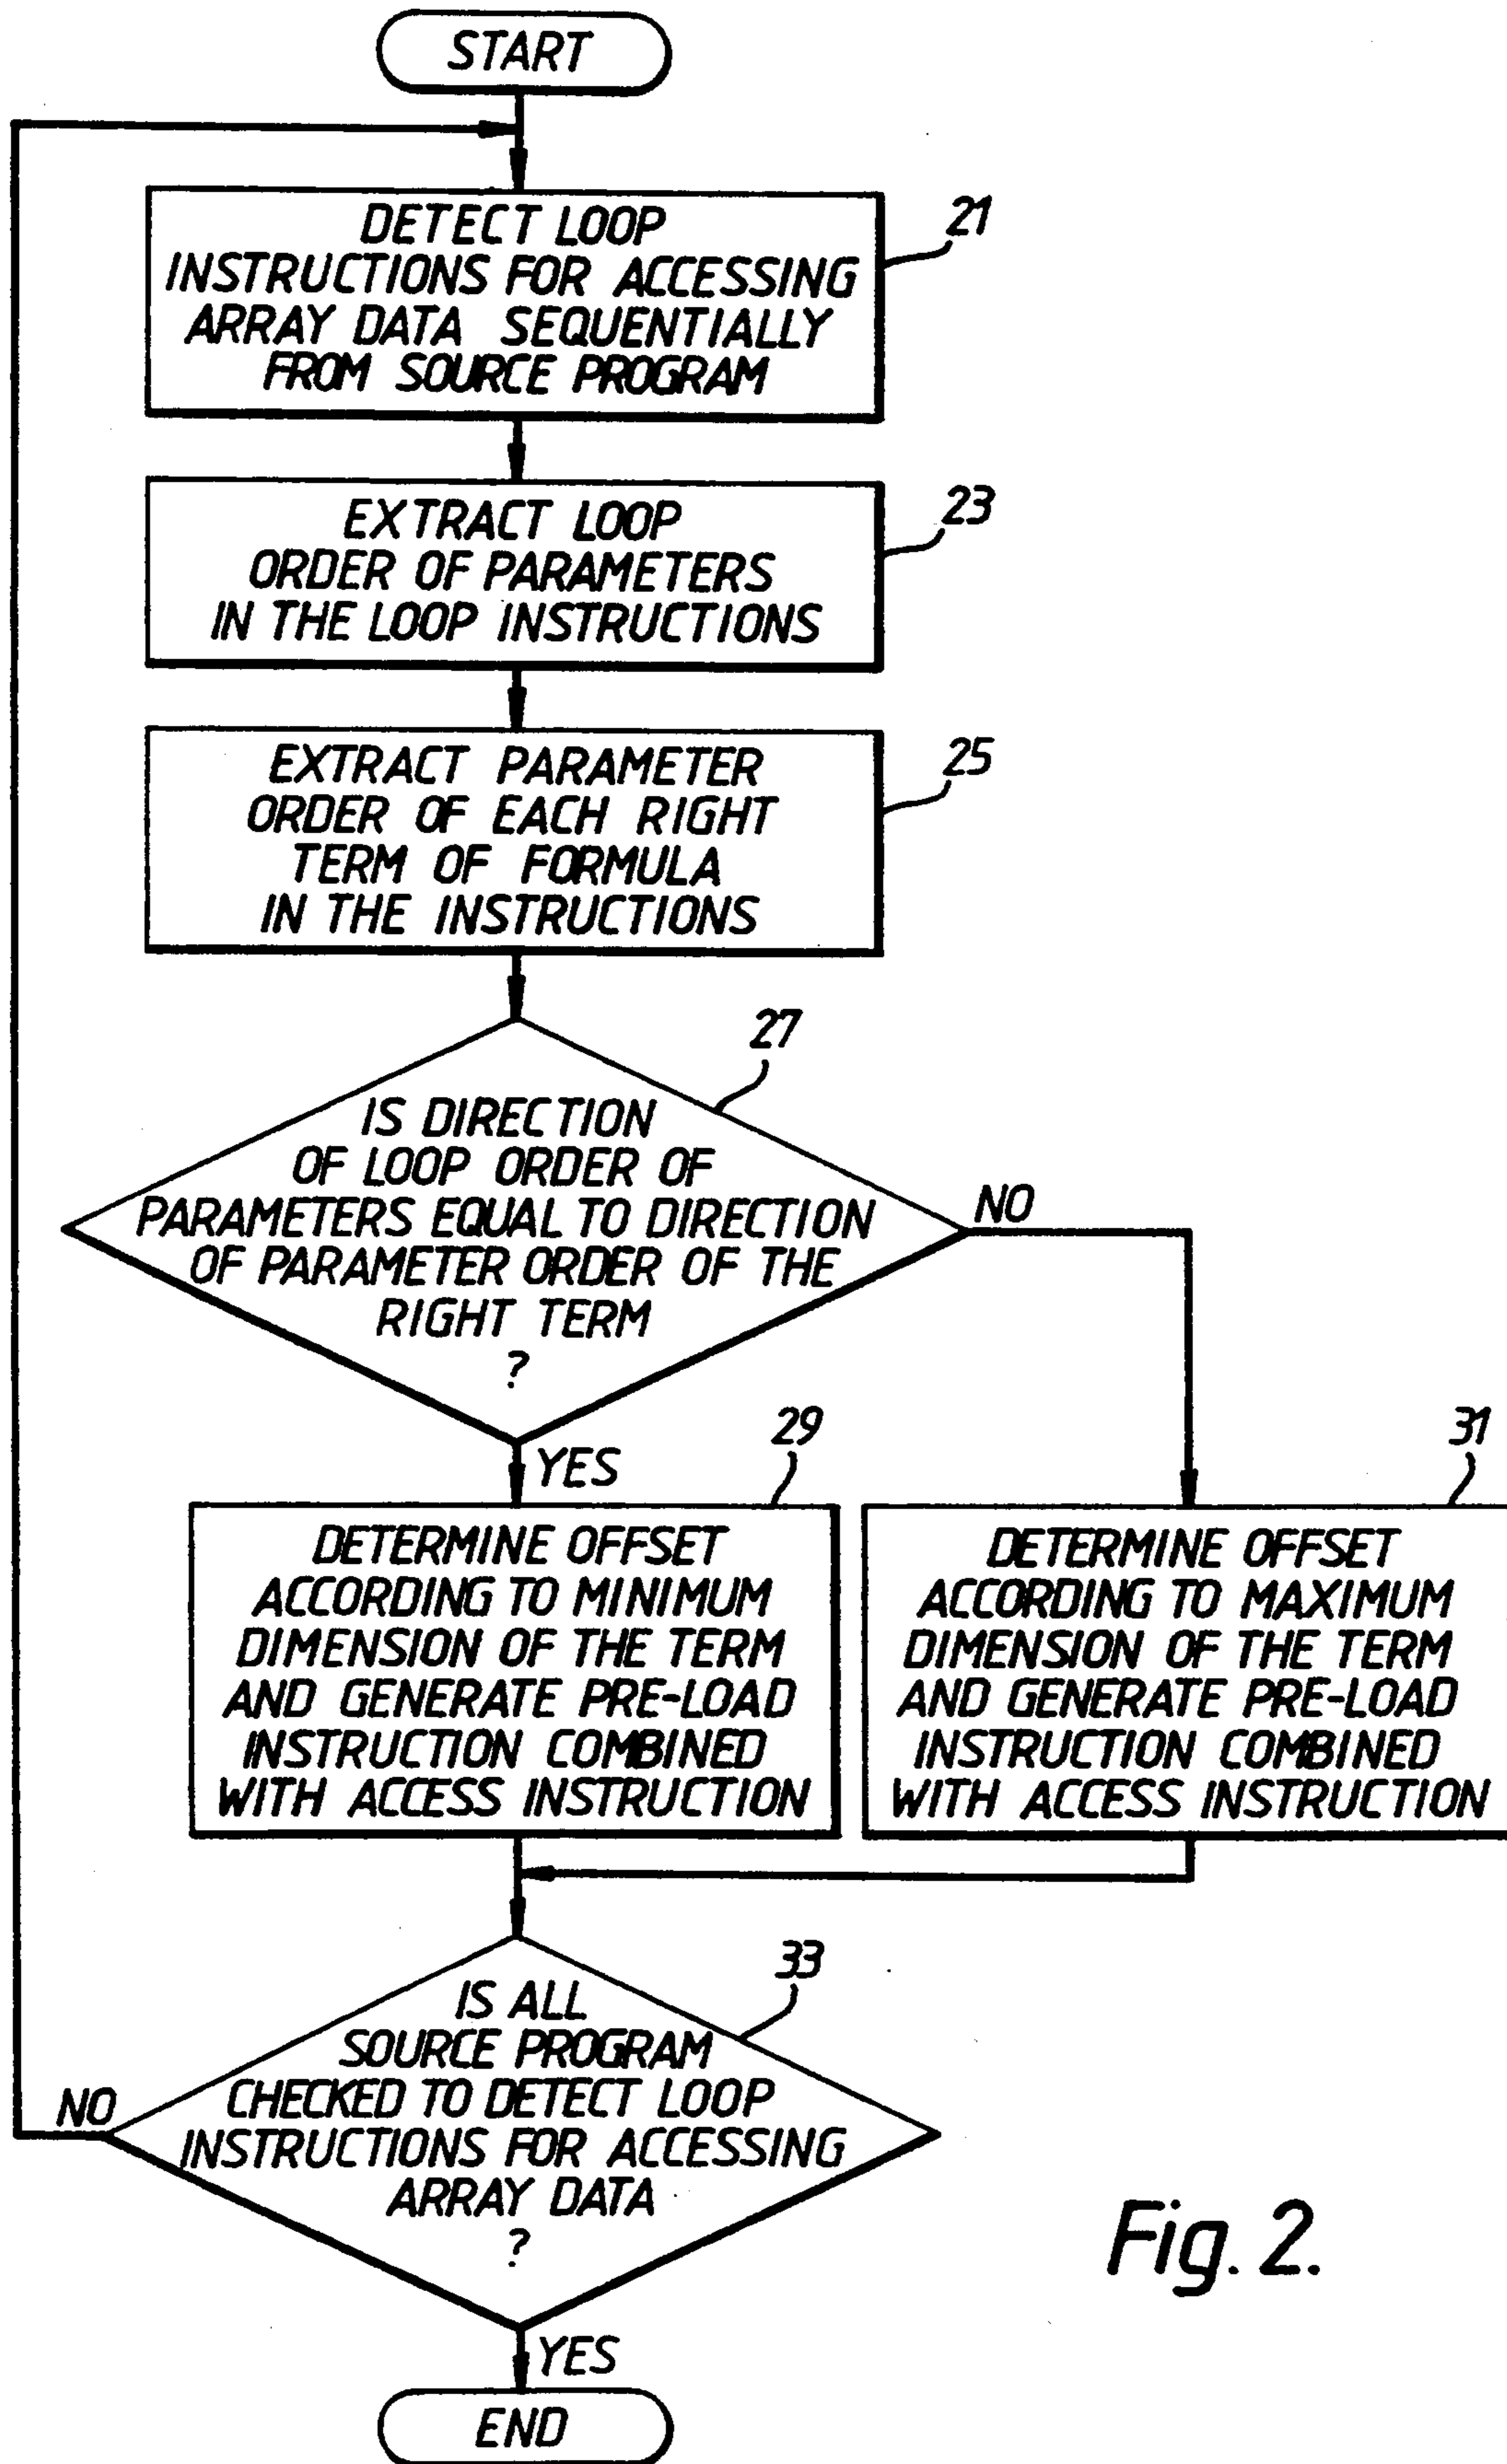 START
DETECT LOOP
INSTRUCTIONS FOR ACCESSING
ARRAY DATA SEQUENTIALLY
FROM SOURCE PROGRAM
21
EXTRACT LOOP
ORDER OF PARAMETERS
IN THE LOOP INSTRUCTIONS
23
EXTRACT PARAMETER
ORDER OF EACH RIGHT
TERM OF FORMULA
IN THE INSTRUCTIONS
25
27
IS DIRECTION
OF LOOP ORDER OF
PARAMETERS EQUAL TO DIRECTION
OF PARAMETER ORDER OF THE
RIGHT TERM
?
NO
YES
29
DETERMINE OFFSET
ACCORDING TO MINIMUM
DIMENSION OF THE TERM
AND GENERATE PRE-LOAD
INSTRUCTION COMBINED
WITH ACCESS INSTRUCTION
31
DETERMINE OFFSET
ACCORDING TO MAXIMUM
DIMENSION OF THE TERM
AND GENERATE PRE-LOAD
INSTRUCTION COMBINED
WITH ACCESS INSTRUCTION
33
IS ALL
SOURCE PROGRAM
CHECKED TO DETECT LOOP
INSTRUCTIONS FOR ACCESSING
ARRAY DATA
?
NO
YES
END
Fig. 2.